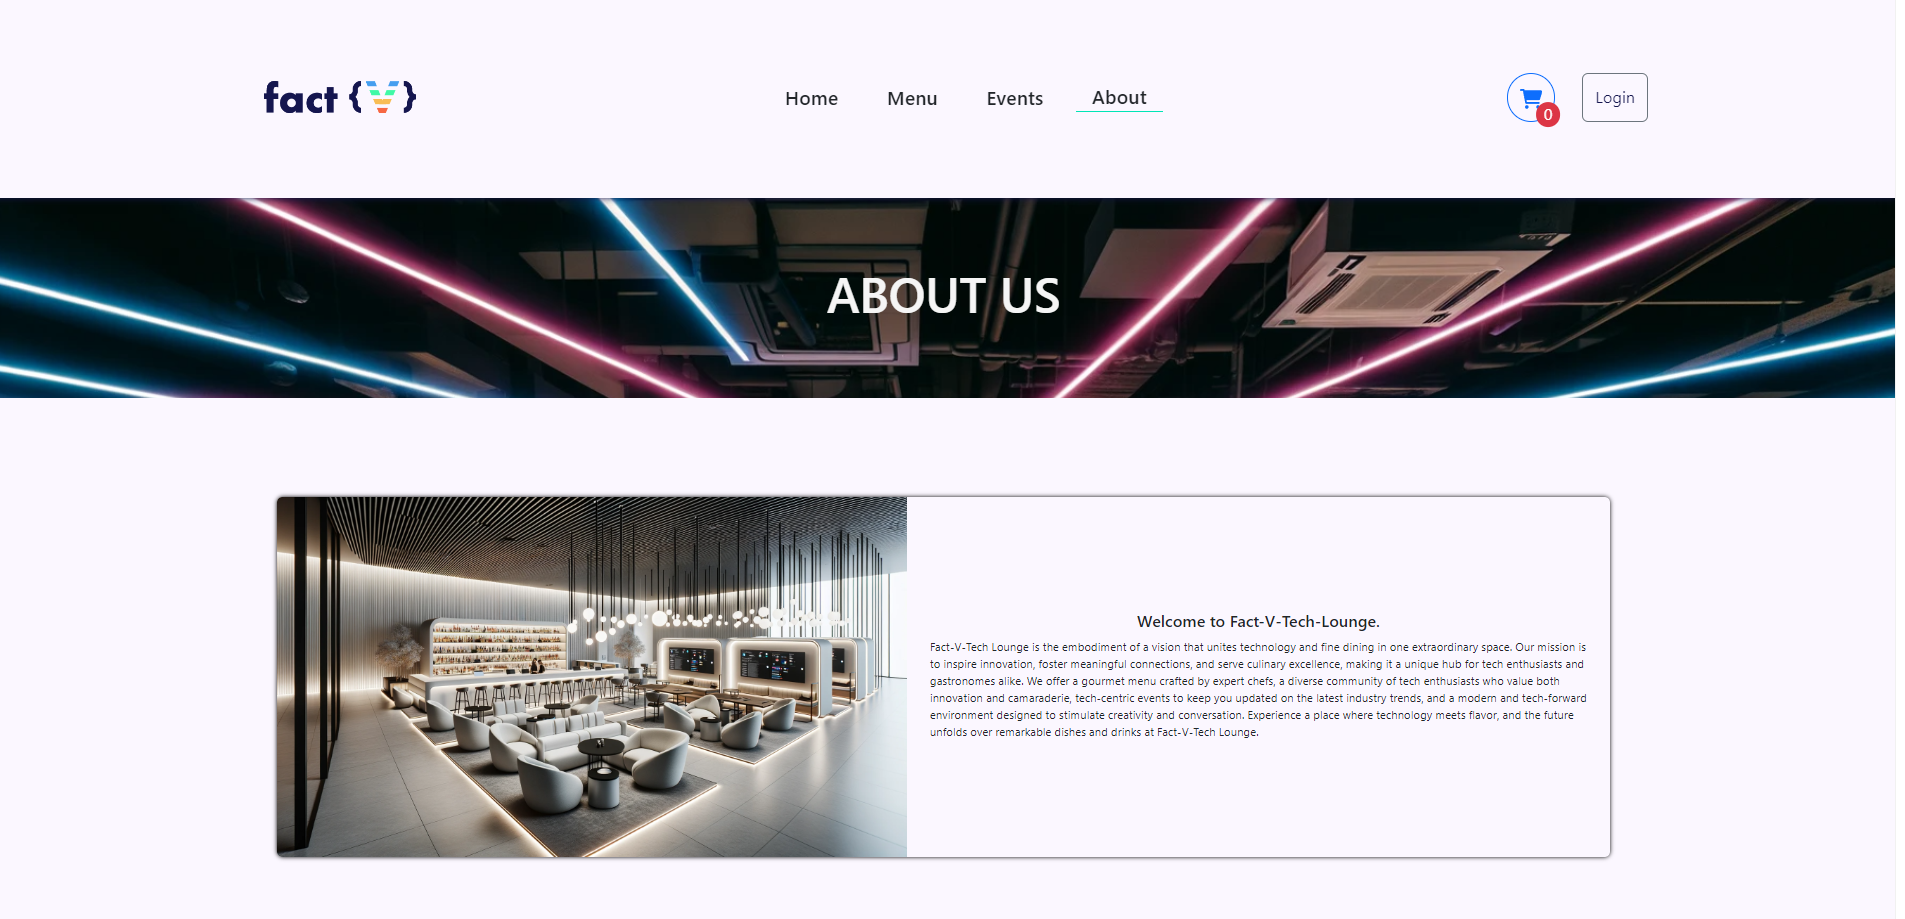 fact {V}
Home Menu Events About
0
Login
ABOUT US
Welcome to Fact-V-Tech-Lounge.
Fact-V-Tech Lounge is the embodiment of a vision that unites technology and fine dining in one extraordinary space. Our mission is
to inspire innovation, foster meaningful connections, and serve culinary excellence, making it a unique hub for tech enthusiasts and
gastronomes alike. We offer a gourmet menu crafted by expert chefs, a diverse community of tech enthusiasts who value both
innovation and camaraderie, tech-centric events to keep you updated on the latest industry trends, and a modern and tech-forward
environment designed to stimulate creativity and conversation. Experience a place where technology meets flavor, and the future
unfolds over remarkable dishes and drinks at Fact-V-Tech Lounge.